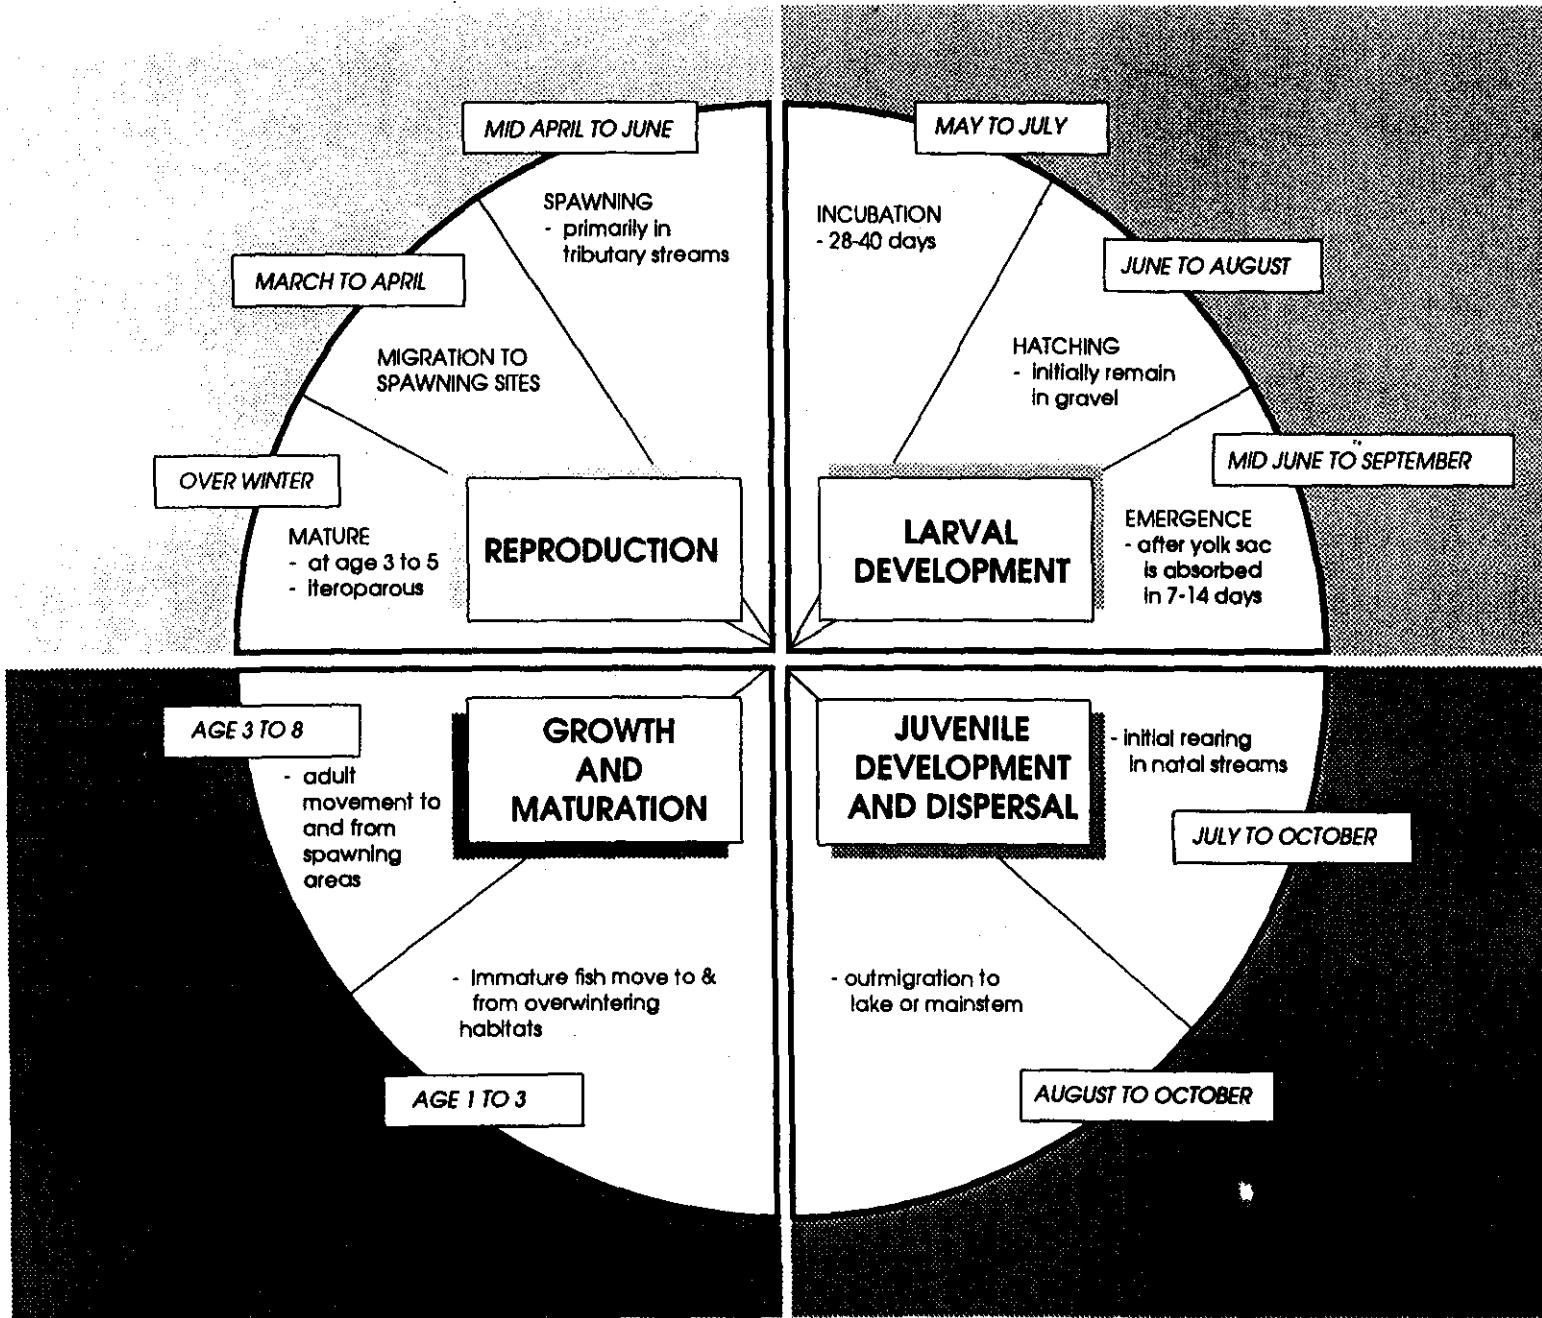 MID APRIL TO JUNE
SPAWNING
- primarily in
tributary streams
MARCH TO APRIL
MIGRATION TO
SPAWNING SITES
OVER WINTER
MATURE
- at age 3 to 5
- iteroparous
REPRODUCTION
MAY TO JULY
INCUBATION
- 28-40 days
JUNE TO AUGUST
HATCHING
- initially remain
in gravel
MID JUNE TO SEPTEMBER
EMERGENCE
- after yolk sac
is absorbed
in 7-14 days
LARVAL
DEVELOPMENT
JUVENILE
DEVELOPMENT
AND DISPERSAL
- initial rearing
in natal streams
JULY TO OCTOBER
- outmigration to
lake or mainstem
AUGUST TO OCTOBER
GROWTH
AND
MATURATION
AGE 3 TO 8
- adult
movement to
and from
spawning
areas
- Immature fish move to &
from overwintering
habitats
AGE 1 TO 3